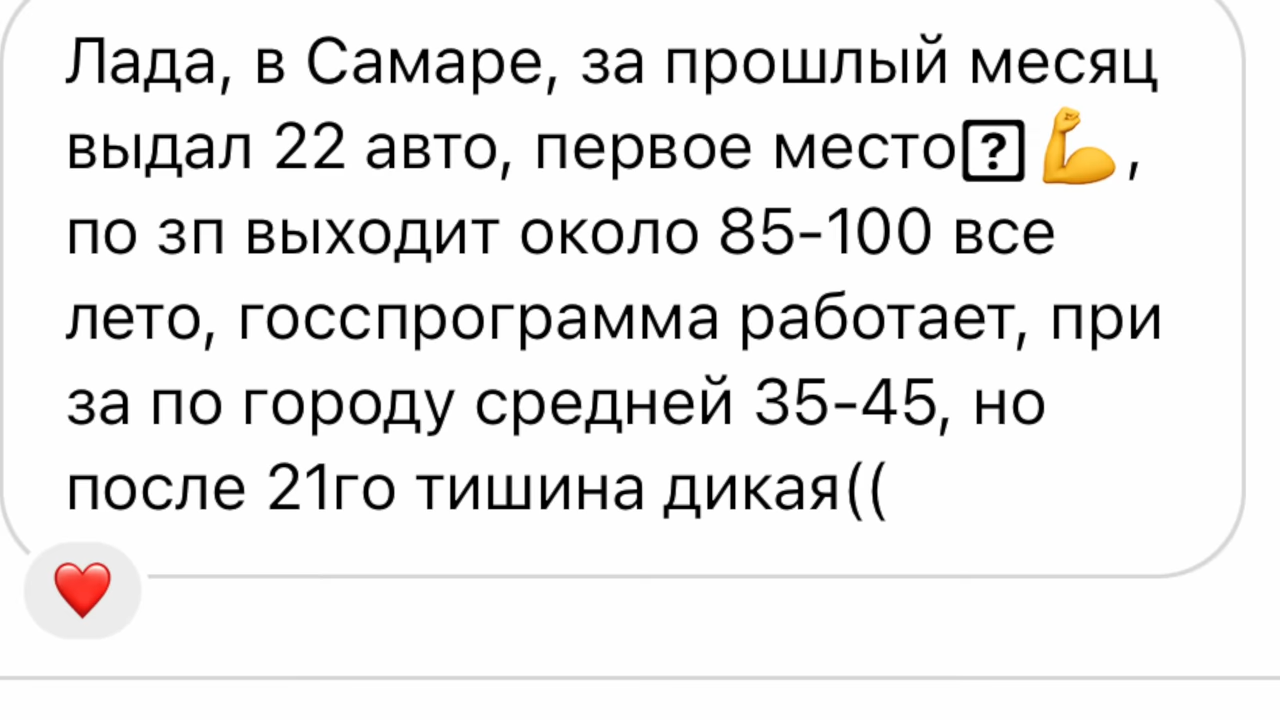 Лада, в Самаре, за прошлый месяц
выдал 22 авто, первое место⍰💪,
по зп выходит около 85-100 все
лето, госспрограмма работает, при
за по городу средней 35-45, но
после 21го тишина дикая((
❤️